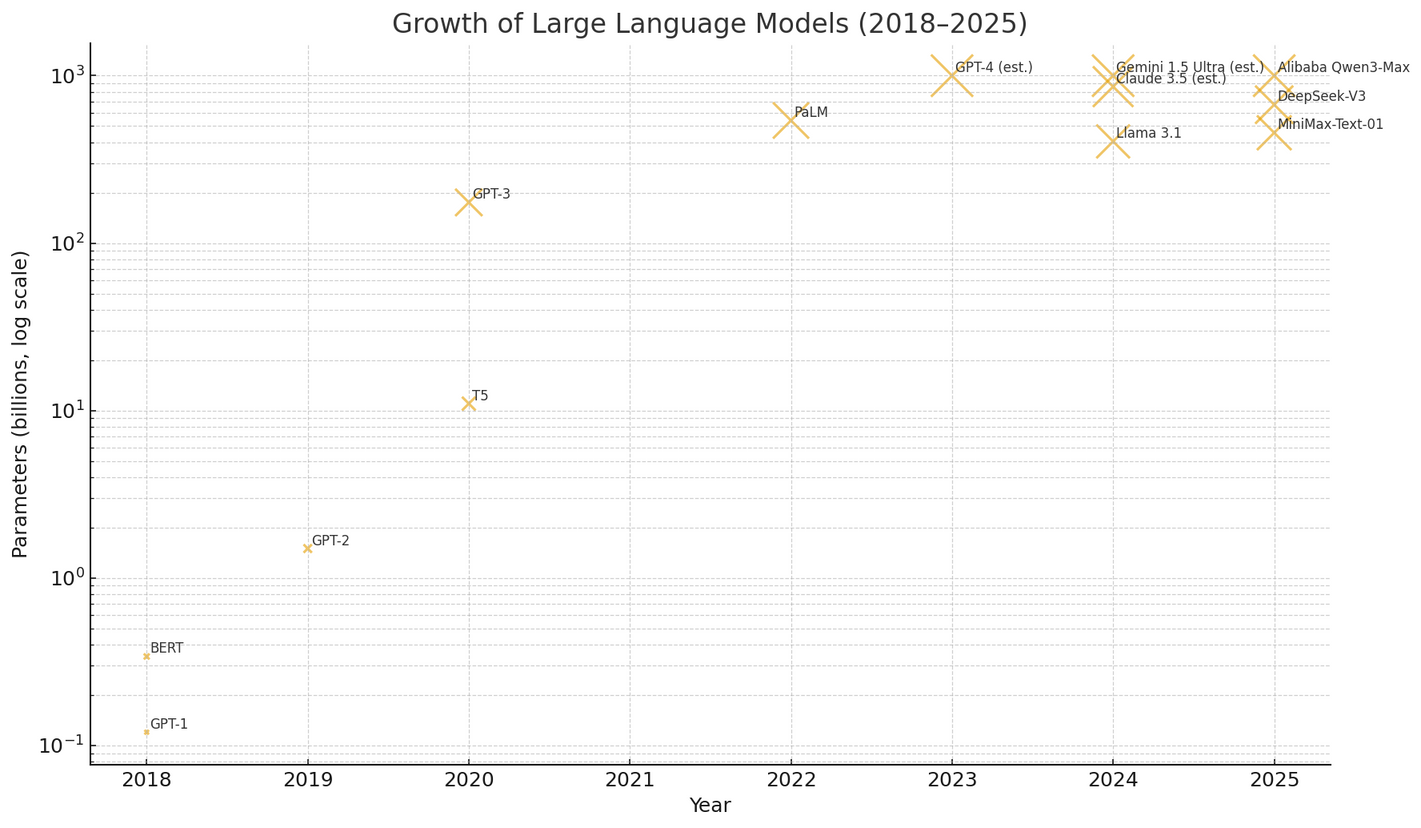 Growth of Large Language Models (2018–2025)
Parameters (billions, log scale)
10³
10²
10¹
10⁰
10⁻¹
GPT-4 (est.)
Gemini 1.5 Ultra (est.)
Alibaba Qwen3-Max
Claude 3.5 (est.)
DeepSeek-V3
PaLM
MiniMax-Text-01
Llama 3.1
GPT-3
T5
GPT-2
BERT
GPT-1
2018 2019 2020 2021 2022 2023 2024 2025
Year